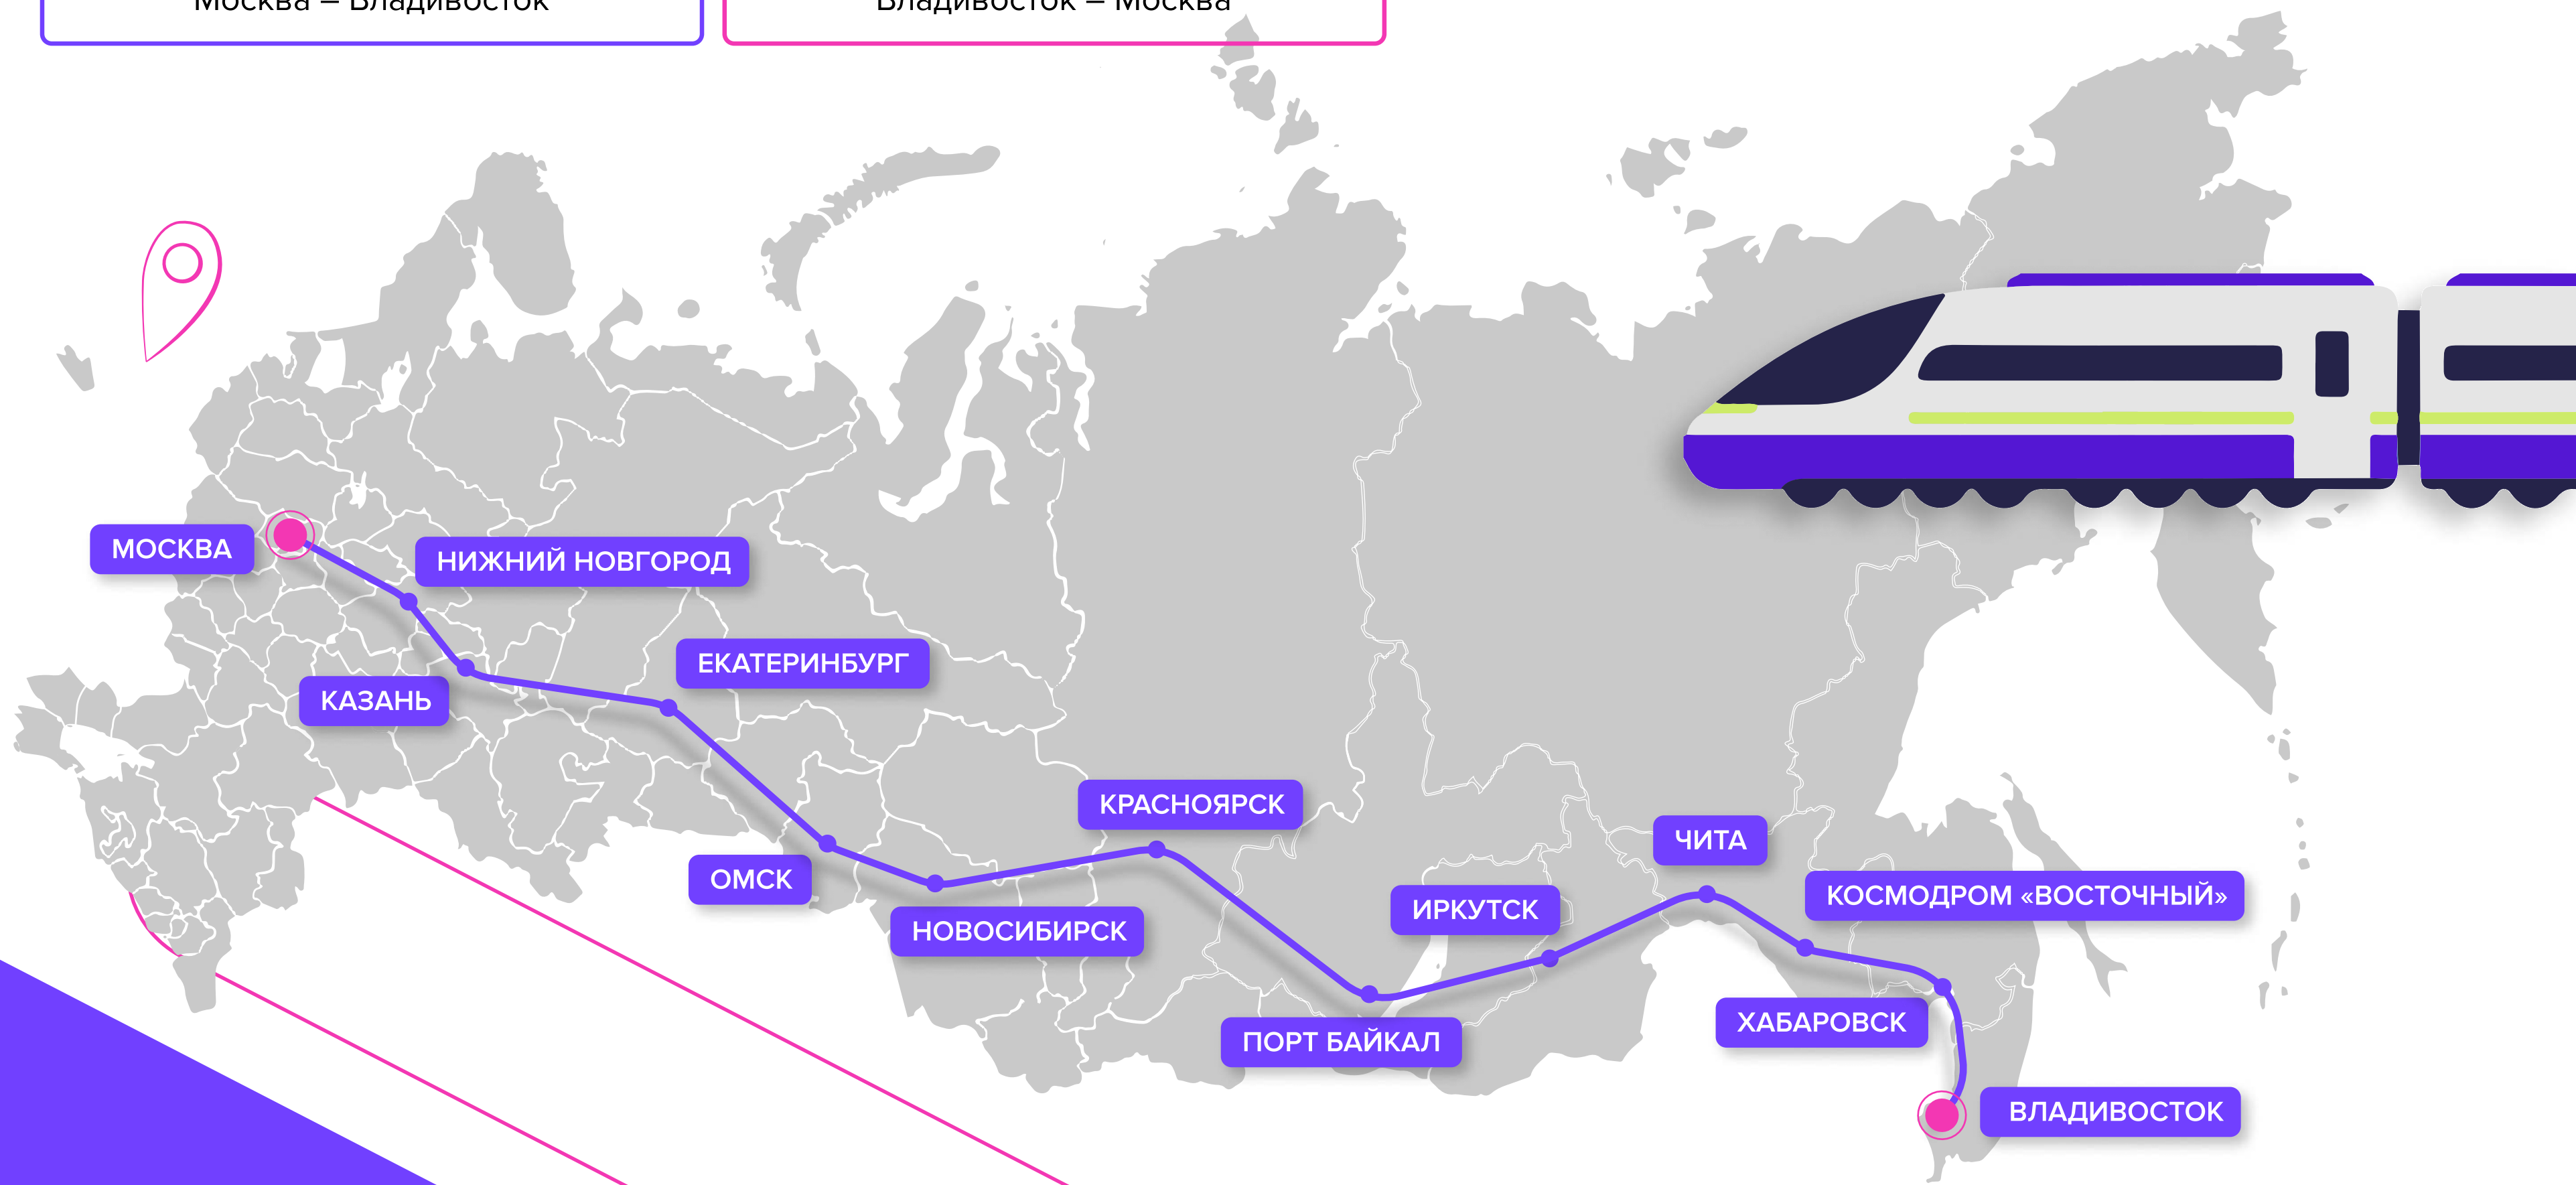 Москва – Владивосток
Владивосток – Москва
МОСКВА
НИЖНИЙ НОВГОРОД
КАЗАНЬ
ЕКАТЕРИНБУРГ
ОМСК
НОВОСИБИРСК
КРАСНОЯРСК
ПОРТ БАЙКАЛ
ИРКУТСК
ЧИТА
КОСМОДРОМ «ВОСТОЧНЫЙ»
ХАБАРОВСК
ВЛАДИВОСТОК